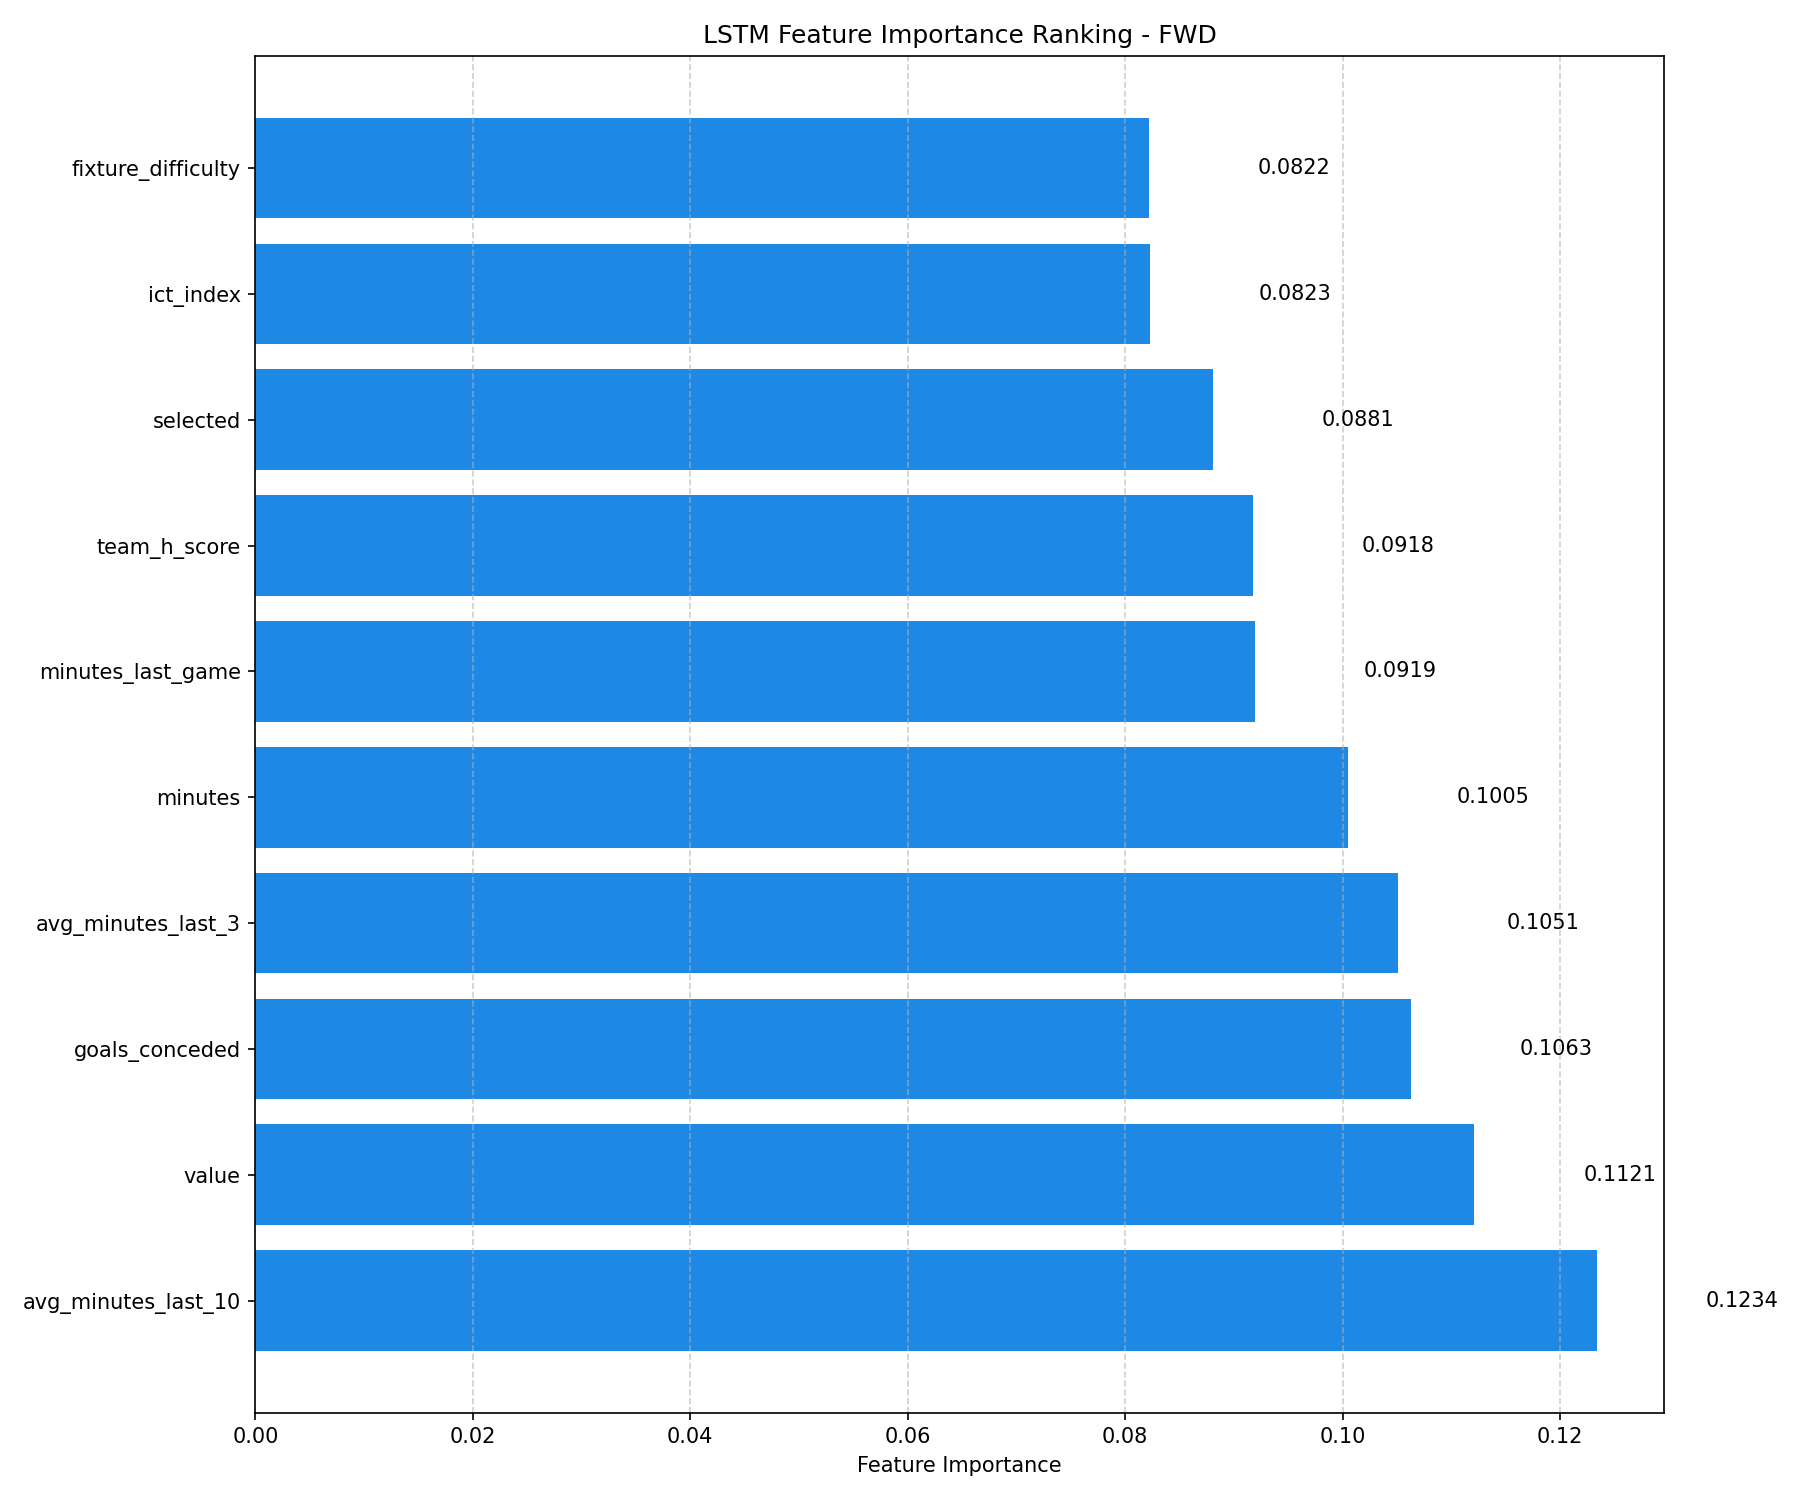 LSTM Feature Importance Ranking - FWD
fixture_difficulty 0.0822
ict_index 0.0823
selected 0.0881
team_h_score 0.0918
minutes_last_game 0.0919
minutes 0.1005
avg_minutes_last_3 0.1051
goals_conceded 0.1063
value 0.1121
avg_minutes_last_10 0.1234
0.00 0.02 0.04 0.06 0.08 0.10 0.12
Feature Importance